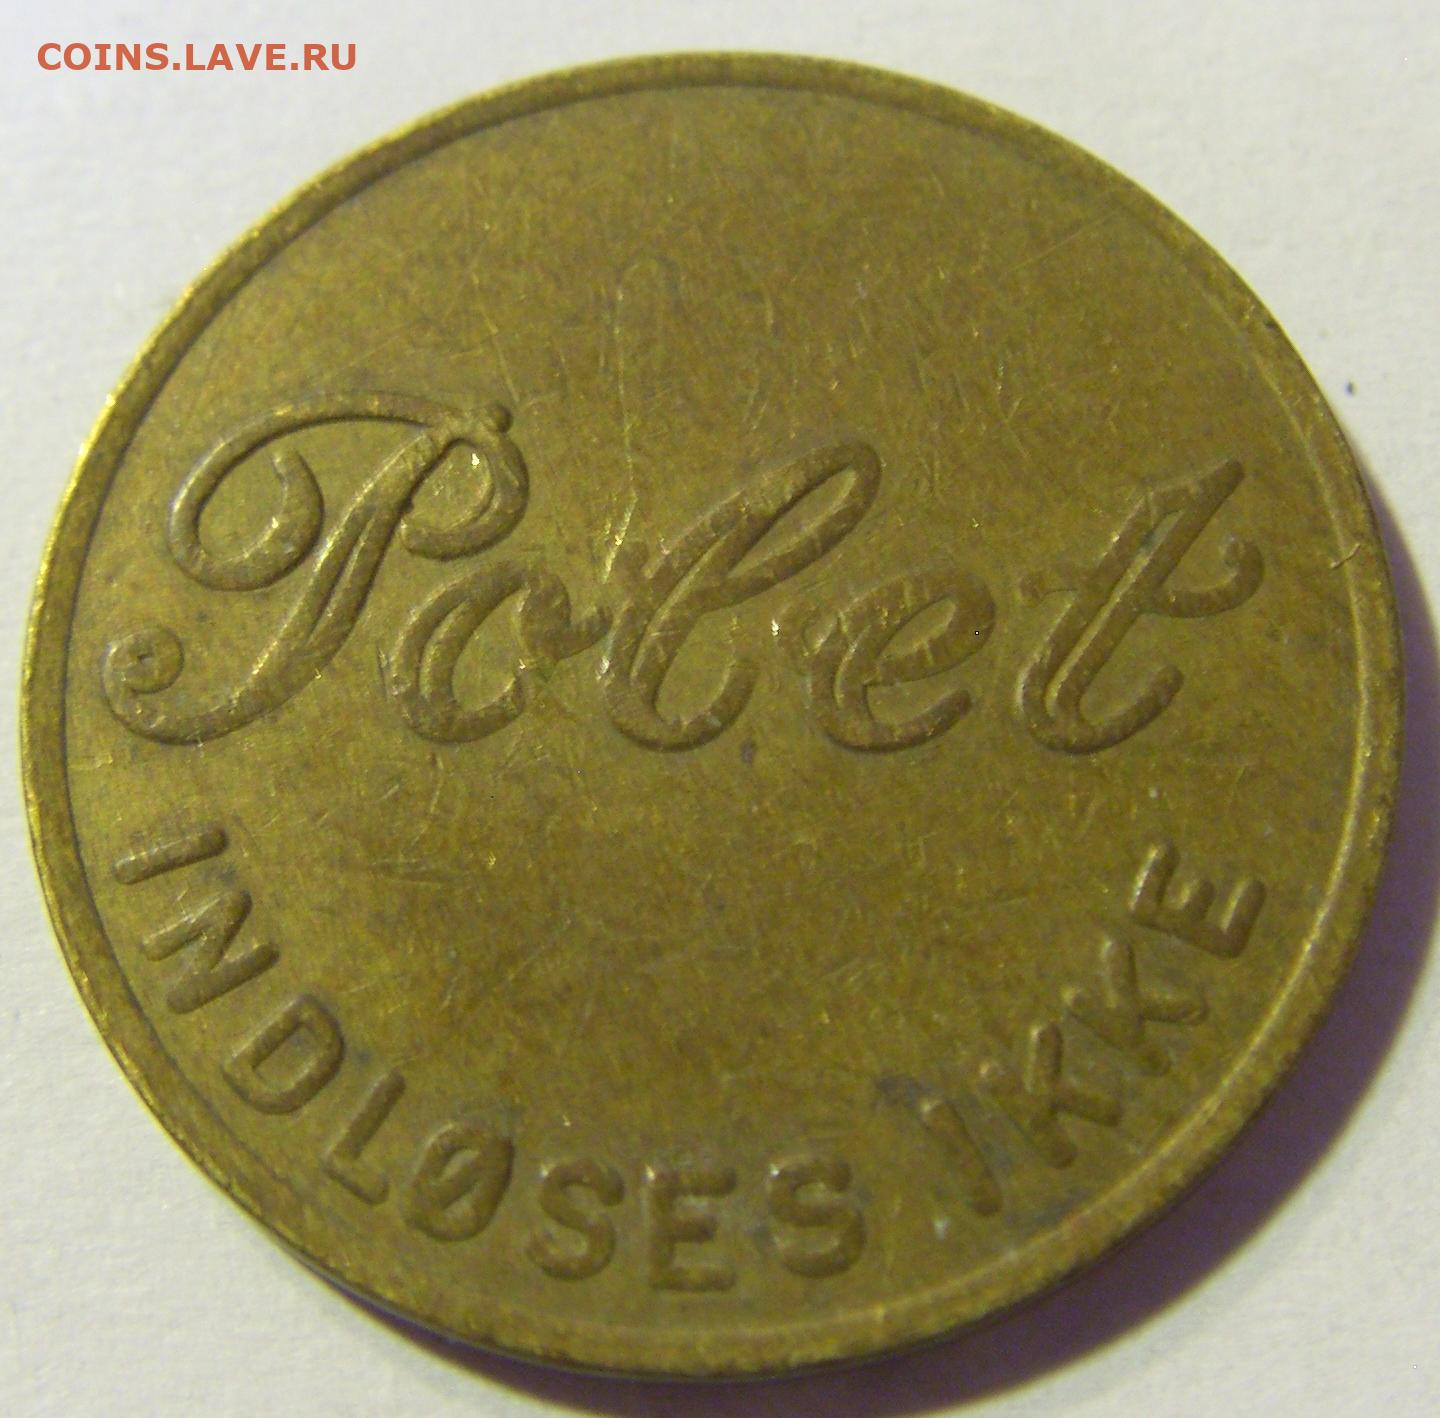 COINS.LAVE.RU
Polet
INDLØSES IKKE